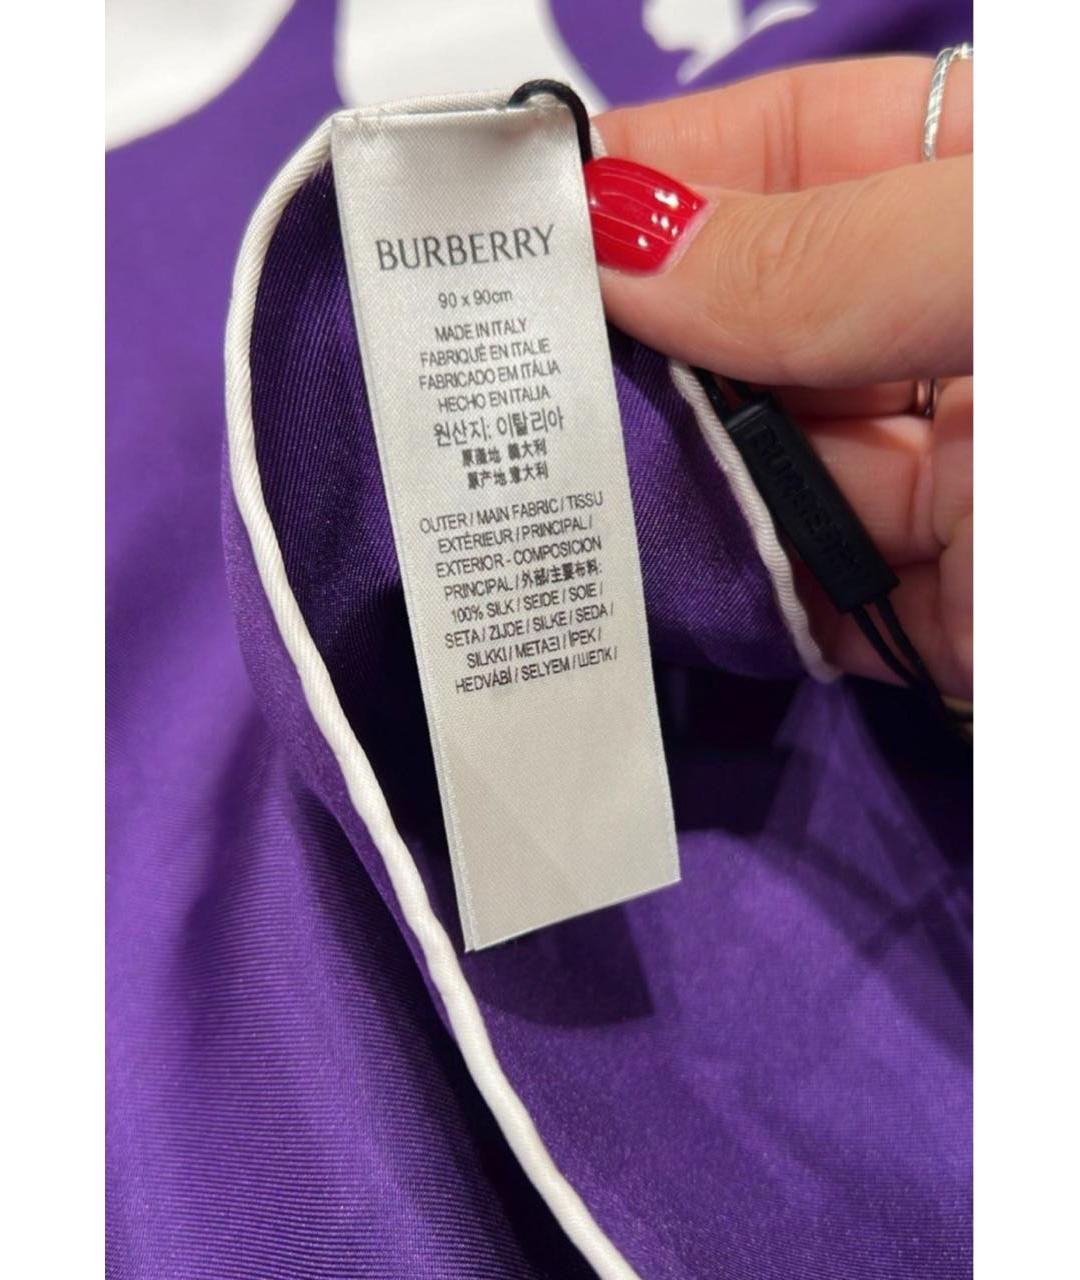 BURBERRY
90 x 90cm
MADE IN ITALY
FABRIQUÉ EN ITALIE
FABRICADO EM ITÁLIA
HECHO EN ITALIA
원산지: 이탈리아
原產地 義大利
原产地 意大利
OUTER / MAIN FABRIC / TISSU
EXTÉRIEUR / PRINCIPAL /
EXTERIOR - COMPOSICION
PRINCIPAL / 外部/主要布料:
100% SILK / SEIDE / SOIE /
SETA / ZIJDE / SILKE / SEDA /
SILKKI / ΜΕΤΑΞΙ / İPEK /
HEDVÁBÍ / SELYEM / ШЕЛК /
BURBERRY